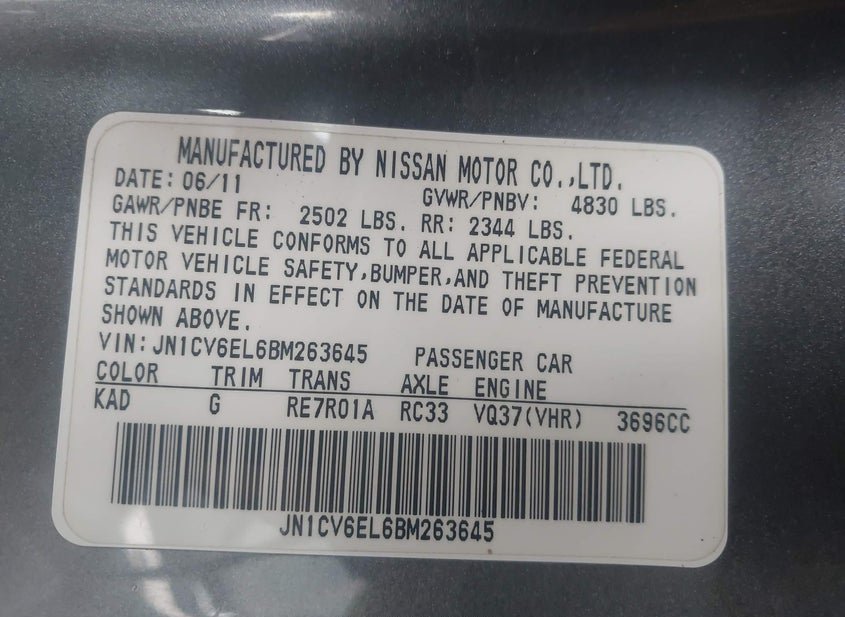 MANUFACTURED BY NISSAN MOTOR CO.,LTD.
DATE: 06/11 GVWR/PNBV: 4830 LBS.
GAWR/PNBE FR: 2502 LBS. RR: 2344 LBS.
THIS VEHICLE CONFORMS TO ALL APPLICABLE FEDERAL
MOTOR VEHICLE SAFETY,BUMPER,AND THEFT PREVENTION
STANDARDS IN EFFECT ON THE DATE OF MANUFACTURE
SHOWN ABOVE.
VIN:JN1CV6EL6BM263645 PASSENGER CAR
COLOR TRIM TRANS AXLE ENGINE
KAD G RE7R01A RC33 VQ37(VHR) 3696CC
JN1CV6EL6BM263645